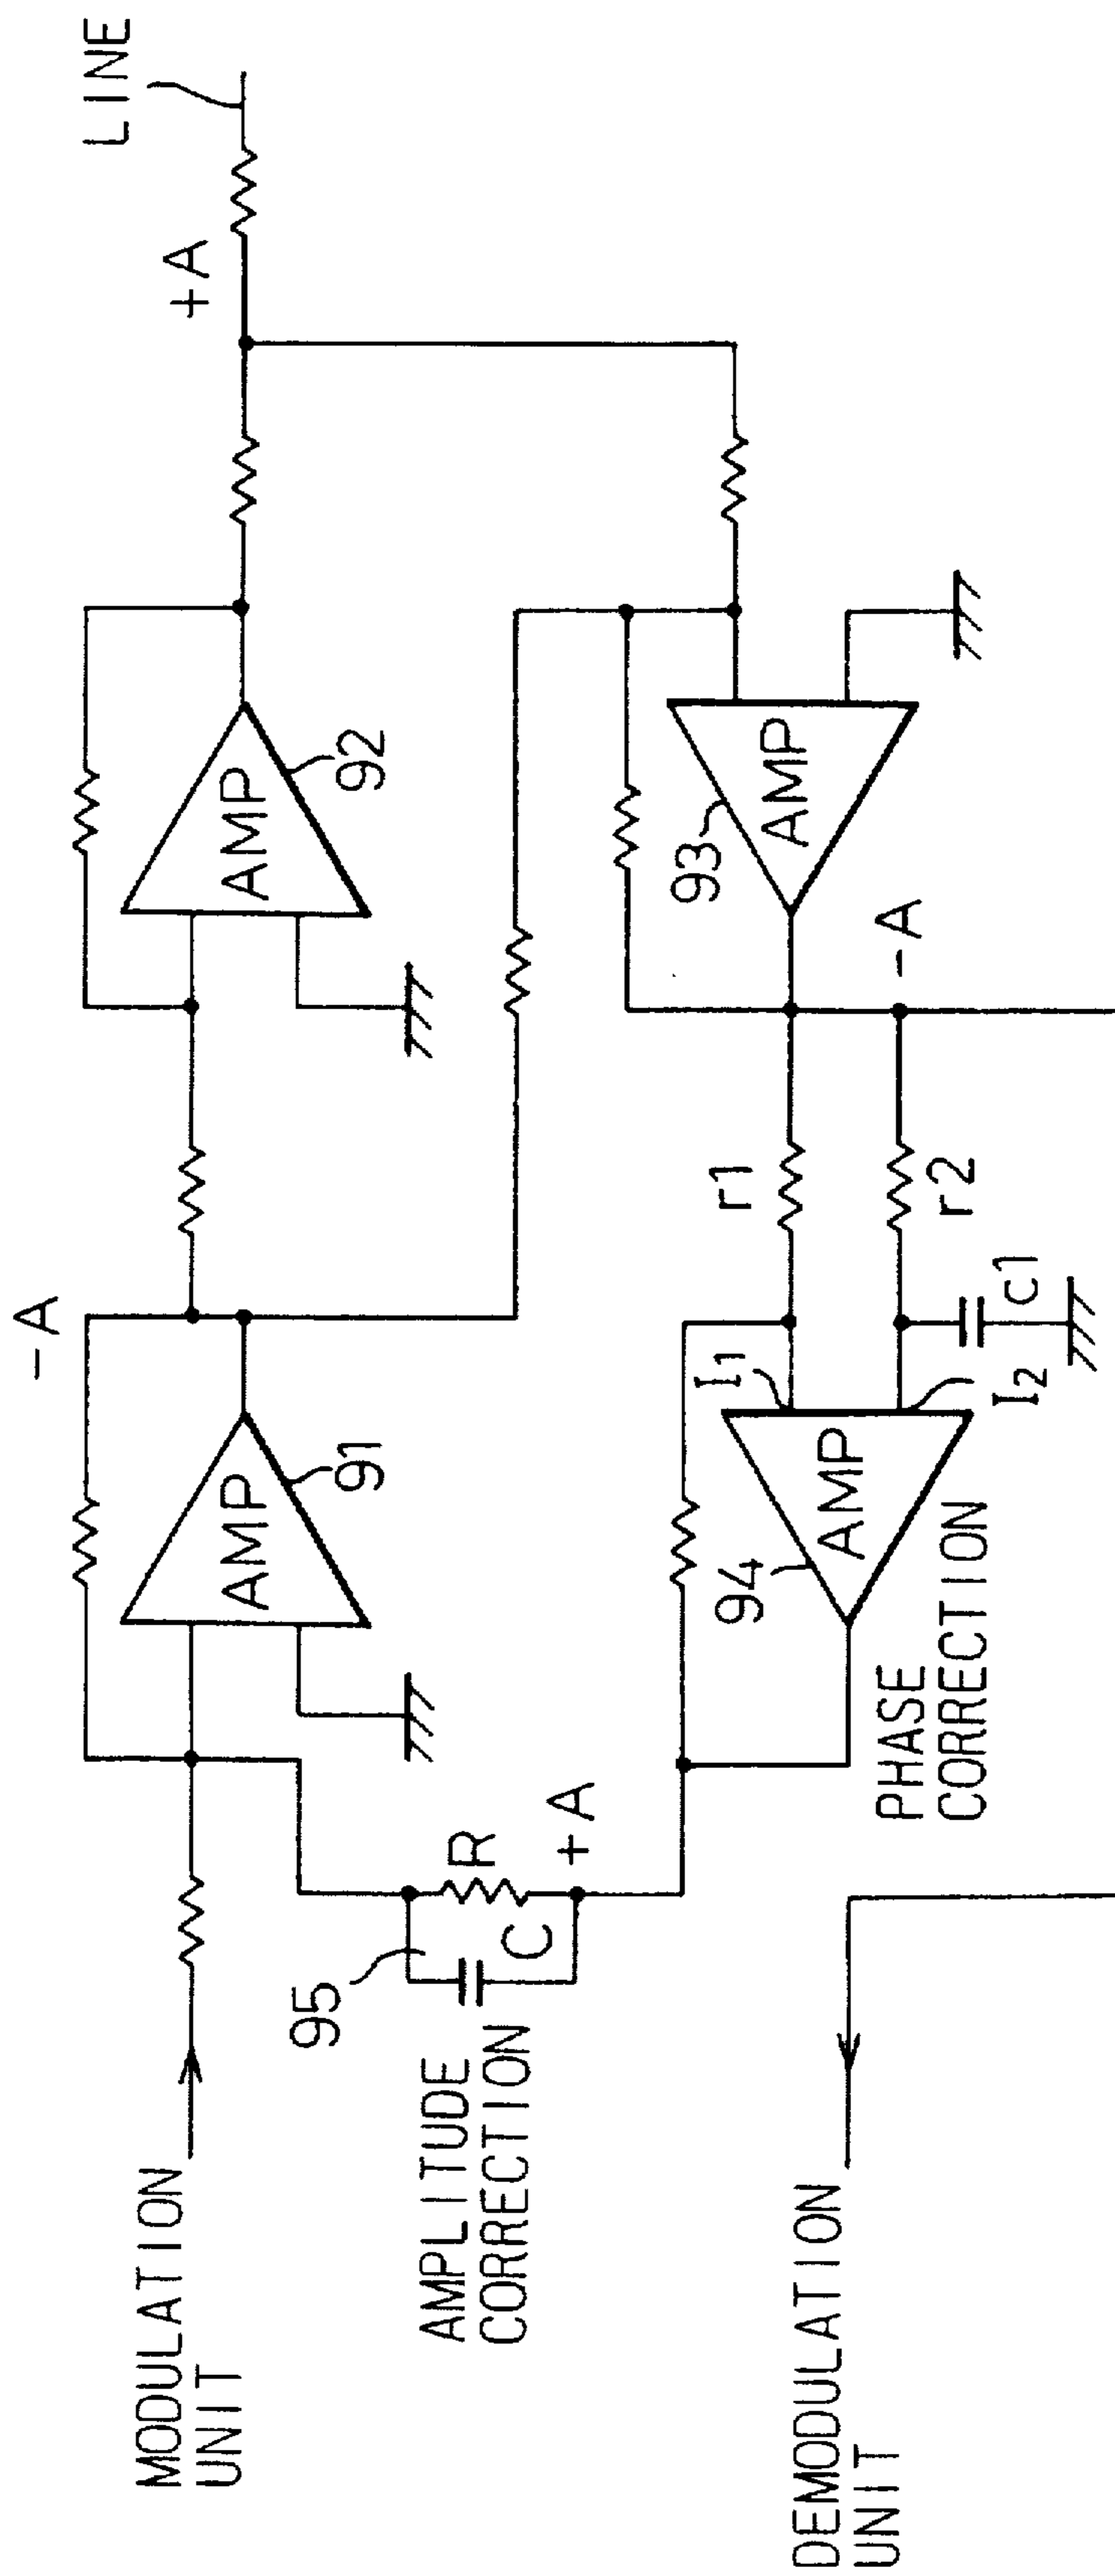 MODULATION
UNIT
AMPLITUDE
CORRECTION
95
C
R
+A
-A
AMP
91
AMP
92
+A
LINE
DEMODULATION
UNIT
PHASE
CORRECTION
94
AMP
I1
I2
c1
r1
r2
-A
93
AMP